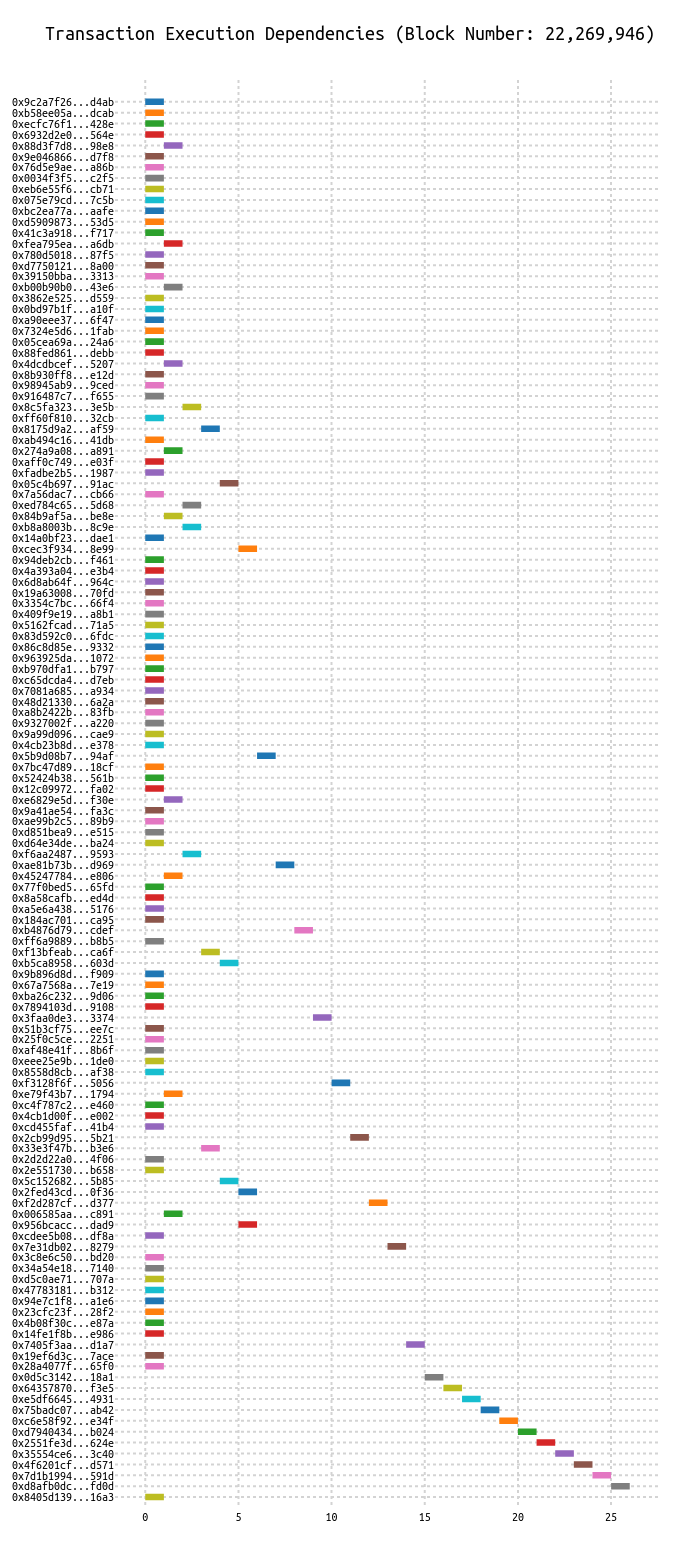 Transaction Execution Dependencies (Block Number: 22,269,946)
0x9c2a7f26...d4ab
0xb58ee05a...dcab
0xecfc76f1...428e
0x6932d2e0...564e
0x88d3f7d8...98e8
0x9e046866...d7f8
0x76d5e9ae...a86b
0x0034f3f5...c2f5
0xeb6e55f6...cb71
0x075e79cd...7c5b
0xbc2ea77a...aafe
0xd5909873...53d5
0x41c3a918...f717
0xfea795ea...a6db
0x780d5018...87f5
0xd7750121...8a00
0x39150bba...3313
0xb00b90b0...43e6
0x3862e525...d559
0x0bd97b1f...a10f
0xa90eee37...6f47
0x7324e5d6...1fab
0x05cea69a...24a6
0x88fed861...debb
0x4dcdbcef...5207
0x8b930ff8...e12d
0x98945ab9...9ced
0x916487c7...f655
0x8c5fa323...3e5b
0xff60f810...32cb
0x8175d9a2...af59
0xab494c16...41db
0x274a9a08...a891
0xaff0c749...e03f
0xfadbe2b5...1987
0x05c4b697...91ac
0x7a56dac7...cb66
0xed784c65...5d68
0x84b9af5a...be8e
0xb8a8003b...8c9e
0x14a0bf23...dae1
0xcec3f934...8e99
0x94deb2cb...f461
0x4a393a04...e3b4
0x6d8ab64f...964c
0x19a63008...70fd
0x3354c7bc...66f4
0x409f9e19...a8b1
0x5162fcad...71a5
0x83d592c0...6fdc
0x86c8d85e...9332
0x963925da...1072
0xb970dfa1...b797
0xc65dcda4...d7eb
0x7081a685...a934
0x48d21330...6a2a
0xa8b2422b...83fb
0x9327002f...a220
0x9a99d096...cae9
0x4cb23b8d...e378
0x5b9d08b7...94af
0x7bc47d89...18cf
0x52424b38...561b
0x12c09972...fa02
0xe6829e5d...f30e
0x9a41ae54...fa3c
0xae99b2c5...89b9
0xd851bea9...e515
0xd64e34de...ba24
0xf6aa2487...9593
0xae81b73b...d969
0x45247784...e806
0x77f0bed5...65fd
0x8a58cafb...ed4d
0xa5e6a438...5176
0x184ac701...ca95
0xb4876d79...cdef
0xff6a9889...b8b5
0xf13bfeab...ca6f
0xb5ca8958...603d
0x9b896d8d...f909
0x67a7568a...7e19
0xba26c232...9d06
0x7894103d...9108
0x3faa0de3...3374
0x51b3cf75...ee7c
0x25f0c5ce...2251
0xaf48e41f...8b6f
0xeee25e9b...1de0
0x8558d8cb...af38
0xf3128f6f...5056
0xe79f43b7...1794
0xc4f787c2...e460
0x4cb1d00f...e002
0xcd455faf...41b4
0x2cb99d95...5b21
0x33e3f47b...b3e6
0x2d2d22a0...4f06
0x2e551730...b658
0x5c152682...5b85
0x2fed43cd...0f36
0xf2d287cf...d377
0x006585aa...c891
0x956bcacc...dad9
0xcdee5b08...df8a
0x7e31db02...8279
0x3c8e6c50...bd20
0x34a54e18...7140
0xd5c0ae71...707a
0x47783181...b312
0x94e7c1f8...a1e6
0x23cfc23f...28f2
0x4b08f30c...e87a
0x14fe1f8b...e986
0x7405f3aa...d1a7
0x19ef6d3c...7ace
0x28a4077f...65f0
0x0d5c3142...18a1
0x64357870...f3e5
0xe5df6645...4931
0x75badc07...ab42
0xc6e58f92...e34f
0xd7940434...b024
0x2551fe3d...624e
0x35554ce6...3c40
0x4f6201cf...d571
0x7d1b1994...591d
0xd8afb0dc...fd0d
0x8405d139...16a3
0 5 10 15 20 25